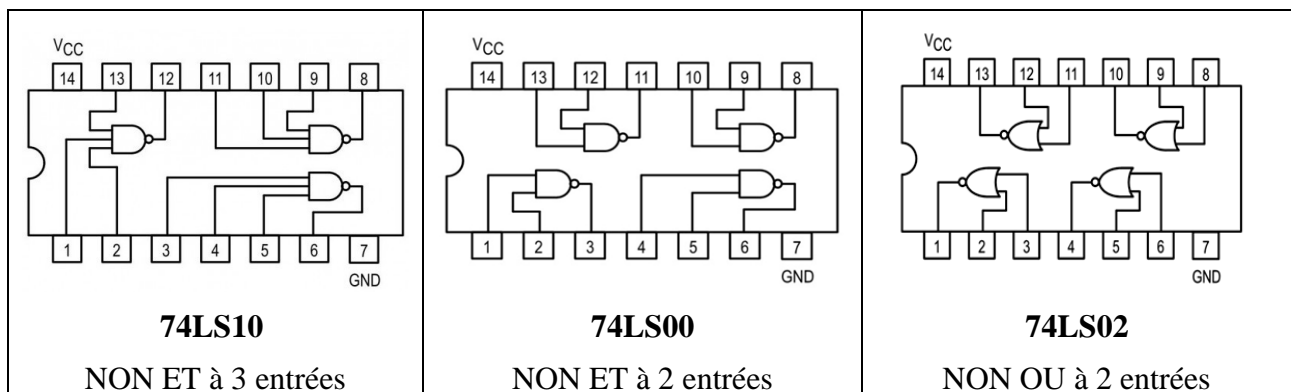 VCC
14 13 12 11 10 9 8
1 2 3 4 5 6 7
GND
74LS10
NON ET à 3 entrées
VCC
14 13 12 11 10 9 8
1 2 3 4 5 6 7
GND
74LS00
NON ET à 2 entrées
VCC
14 13 12 11 10 9 8
1 2 3 4 5 6 7
GND
74LS02
NON OU à 2 entrées